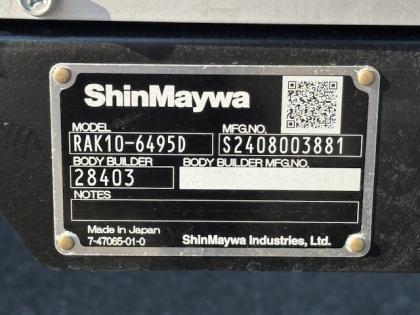 ShinMaywa
MODEL MFG.NO.
RAK10-6495D S2408003881
BODY BUILDER BODY BUILDER MFG.NO.
28403
NOTES
Made in Japan
7-47065-01-0 ShinMaywa Industries, Ltd.